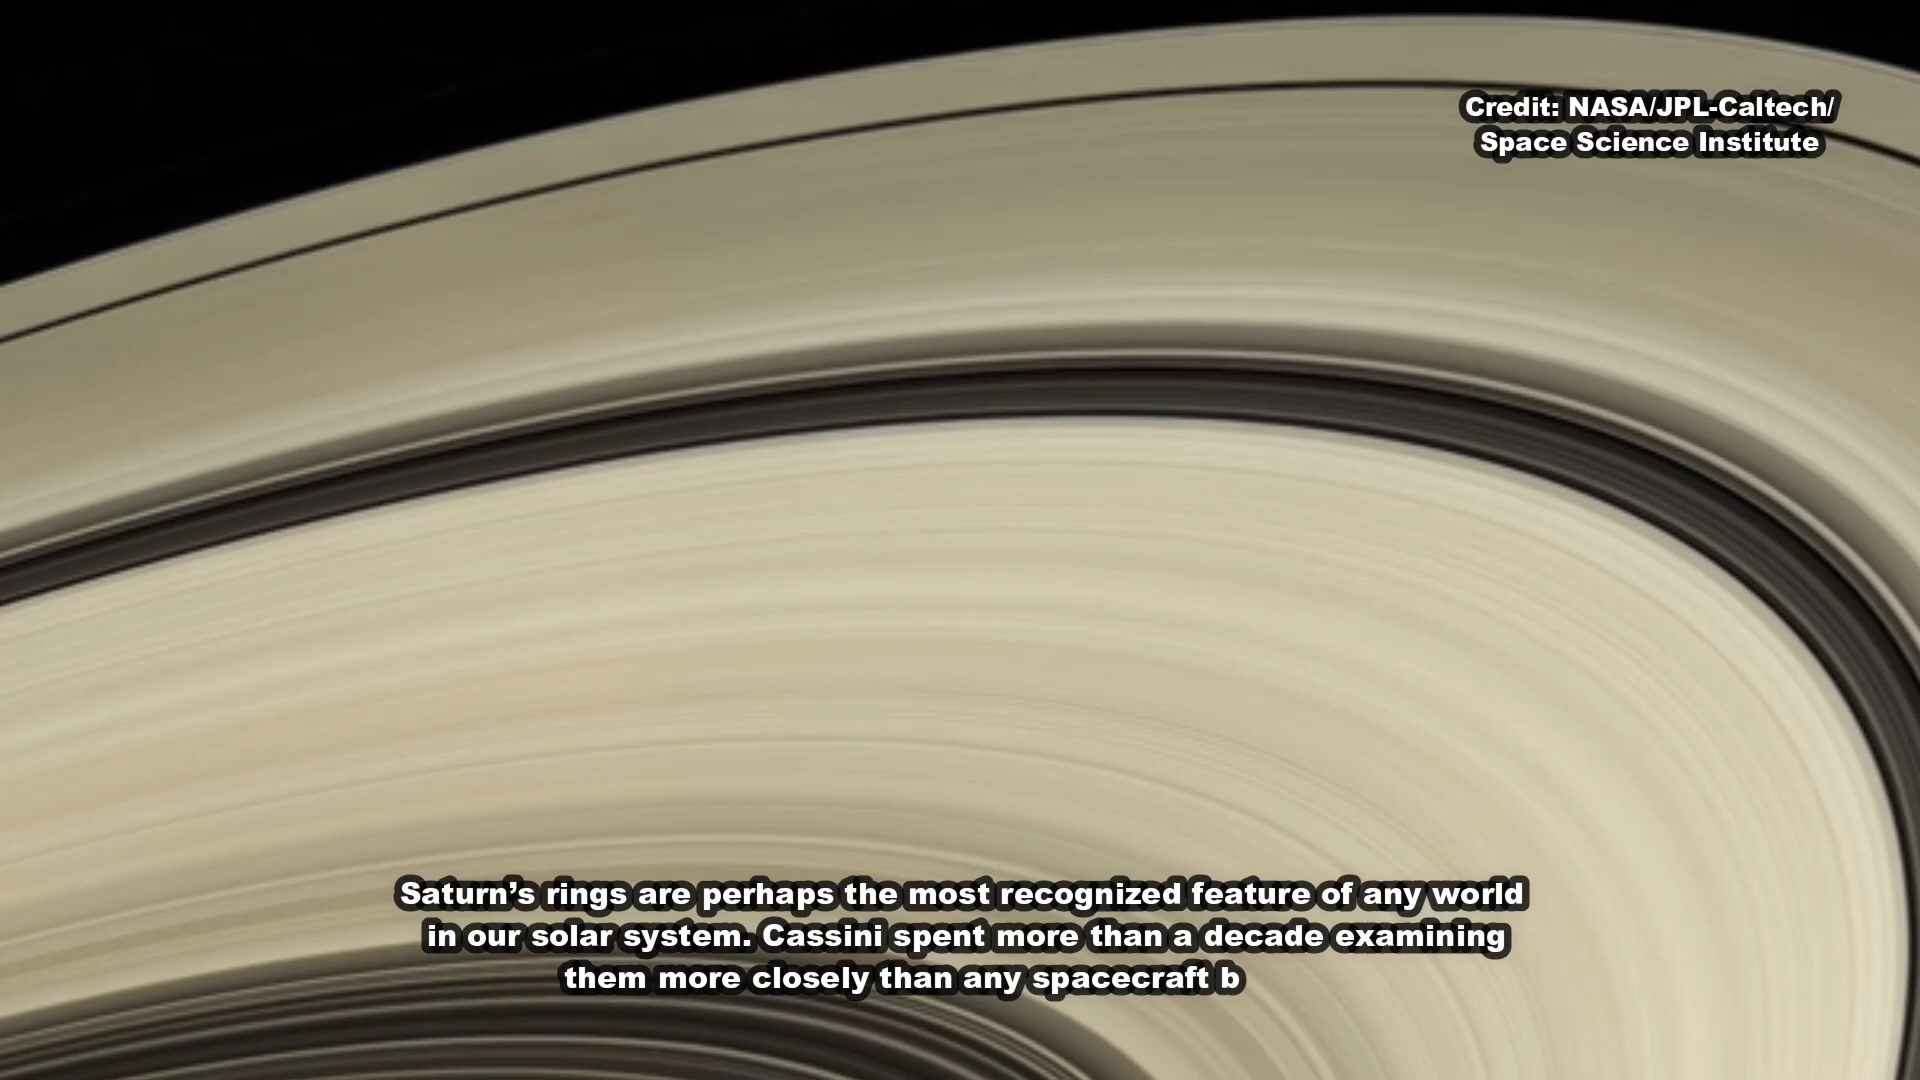 Credit: NASA/JPL-Caltech/
Space Science Institute
Saturn’s rings are perhaps the most recognized feature of any world
in our solar system. Cassini spent more than a decade examining
them more closely than any spacecraft b